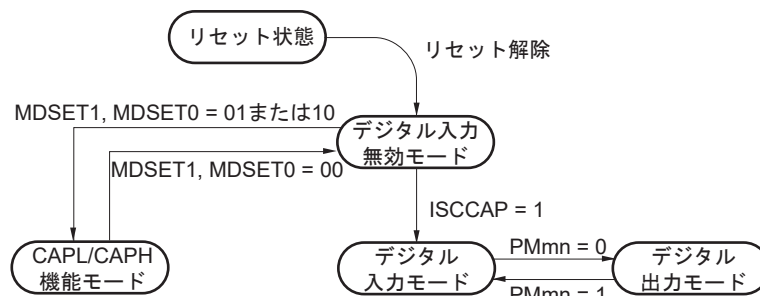 リセット状態
リセット解除
MDSET1, MDSET0 = 01または10
デジタル入力
無効モード
MDSET1, MDSET0 = 00
ISCCAP = 1
CAPL/CAPH
機能モード
デジタル
入力モード
PMmn = 0
PMmn = 1
デジタル
出力モード